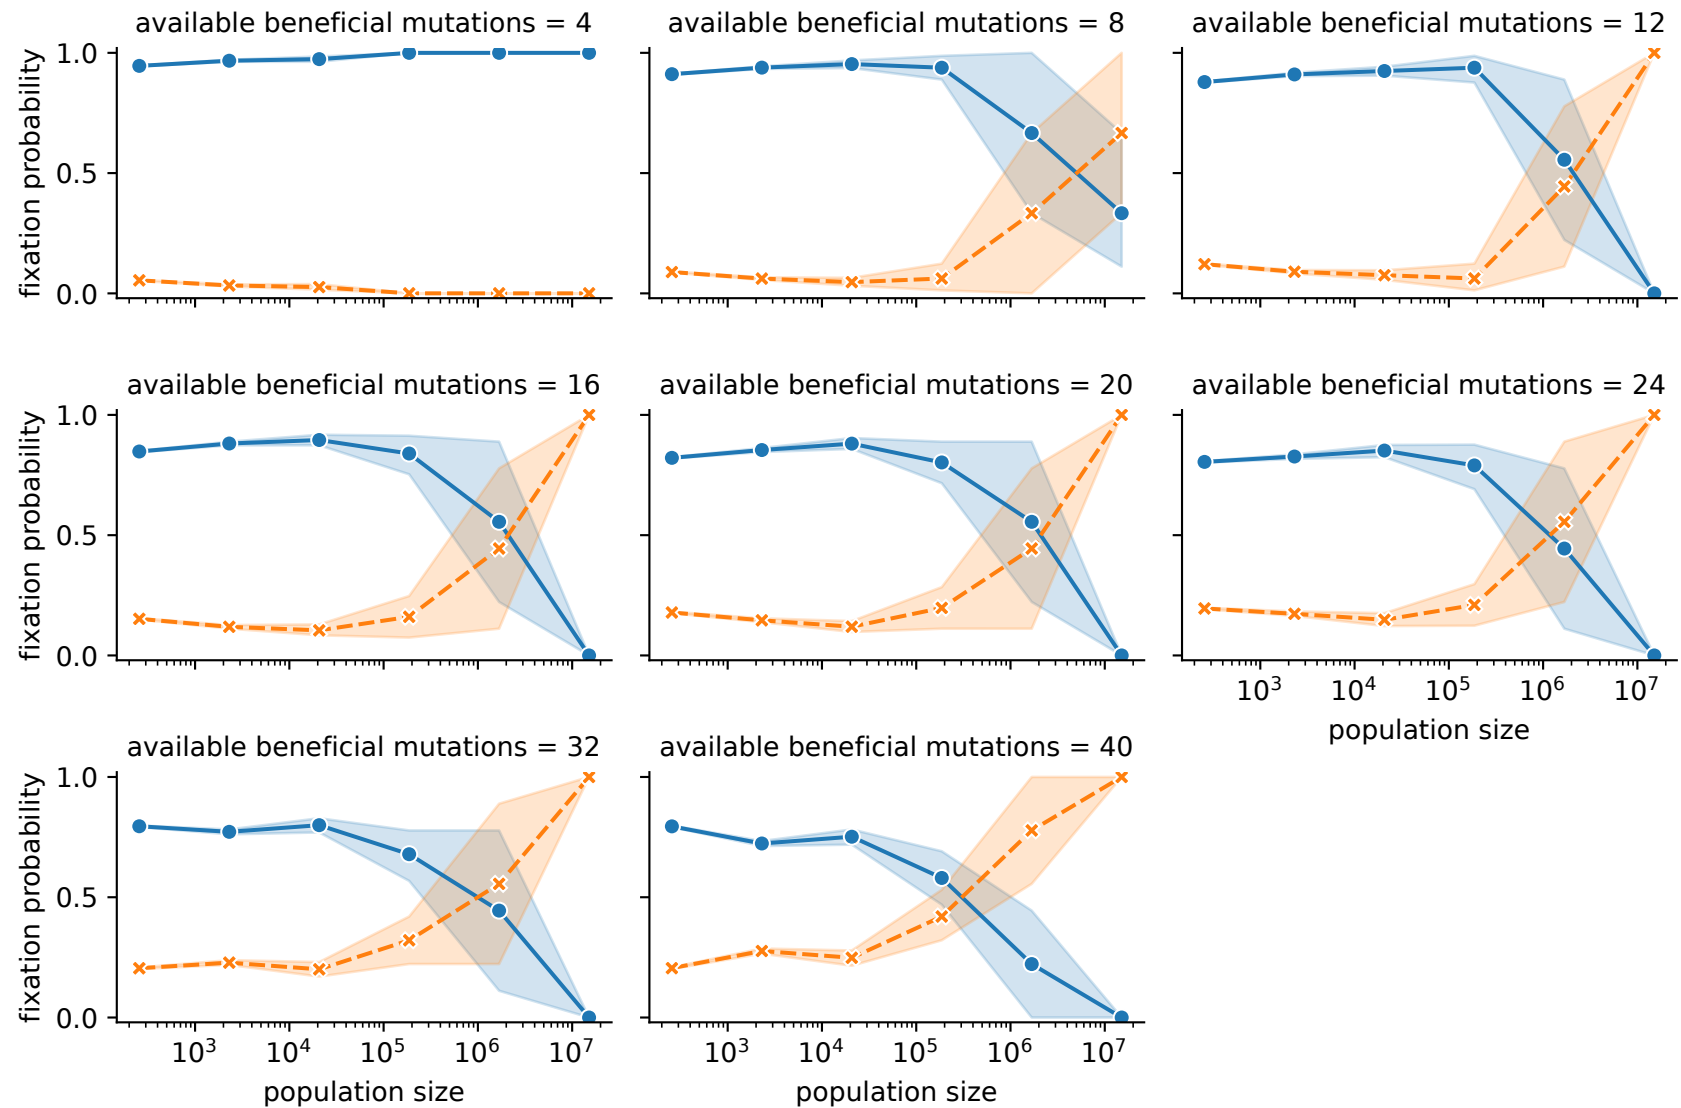 available beneficial mutations = 4
available beneficial mutations = 8
available beneficial mutations = 12
fixation probability
1.0
0.5
0.0
available beneficial mutations = 16
available beneficial mutations = 20
available beneficial mutations = 24
fixation probability
1.0
0.5
0.0
10³ 10⁴ 10⁵ 10⁶ 10⁷
population size
available beneficial mutations = 32
available beneficial mutations = 40
fixation probability
1.0
0.5
0.0
10³ 10⁴ 10⁵ 10⁶ 10⁷
population size
10³ 10⁴ 10⁵ 10⁶ 10⁷
population size